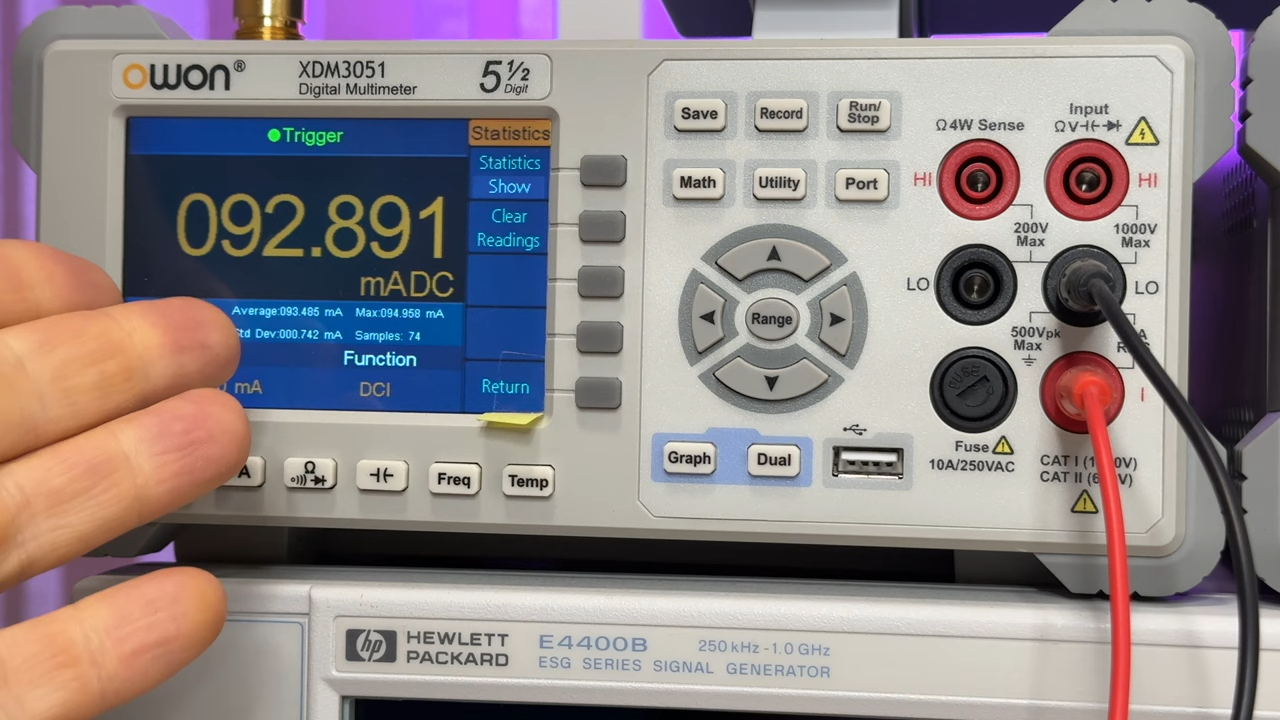 owon®
XDM3051
Digital Multimeter
5½
Digit
Trigger
092.891
mADC
Average:093.485 mA Max:094.958 mA
Std Dev:000.742 mA Samples: 74
Function
mA
DCI
Statistics
Statistics
Show
Clear
Readings
Return
A
Ω
Freq
Temp
Save
Record
Run/
Stop
Math
Utility
Port
Range
Graph
Dual
Ω4W Sense
Input
ΩV
HI
HI
200V
Max
1000V
Max
LO
LO
500Vpk
Max
FUSE
I
Fuse
10A/250VAC
CAT I
CAT II
HEWLETT
PACKARD
hp
E4400B
250 kHz -1.0 GHz
ESG SERIES SIGNAL GENERATOR